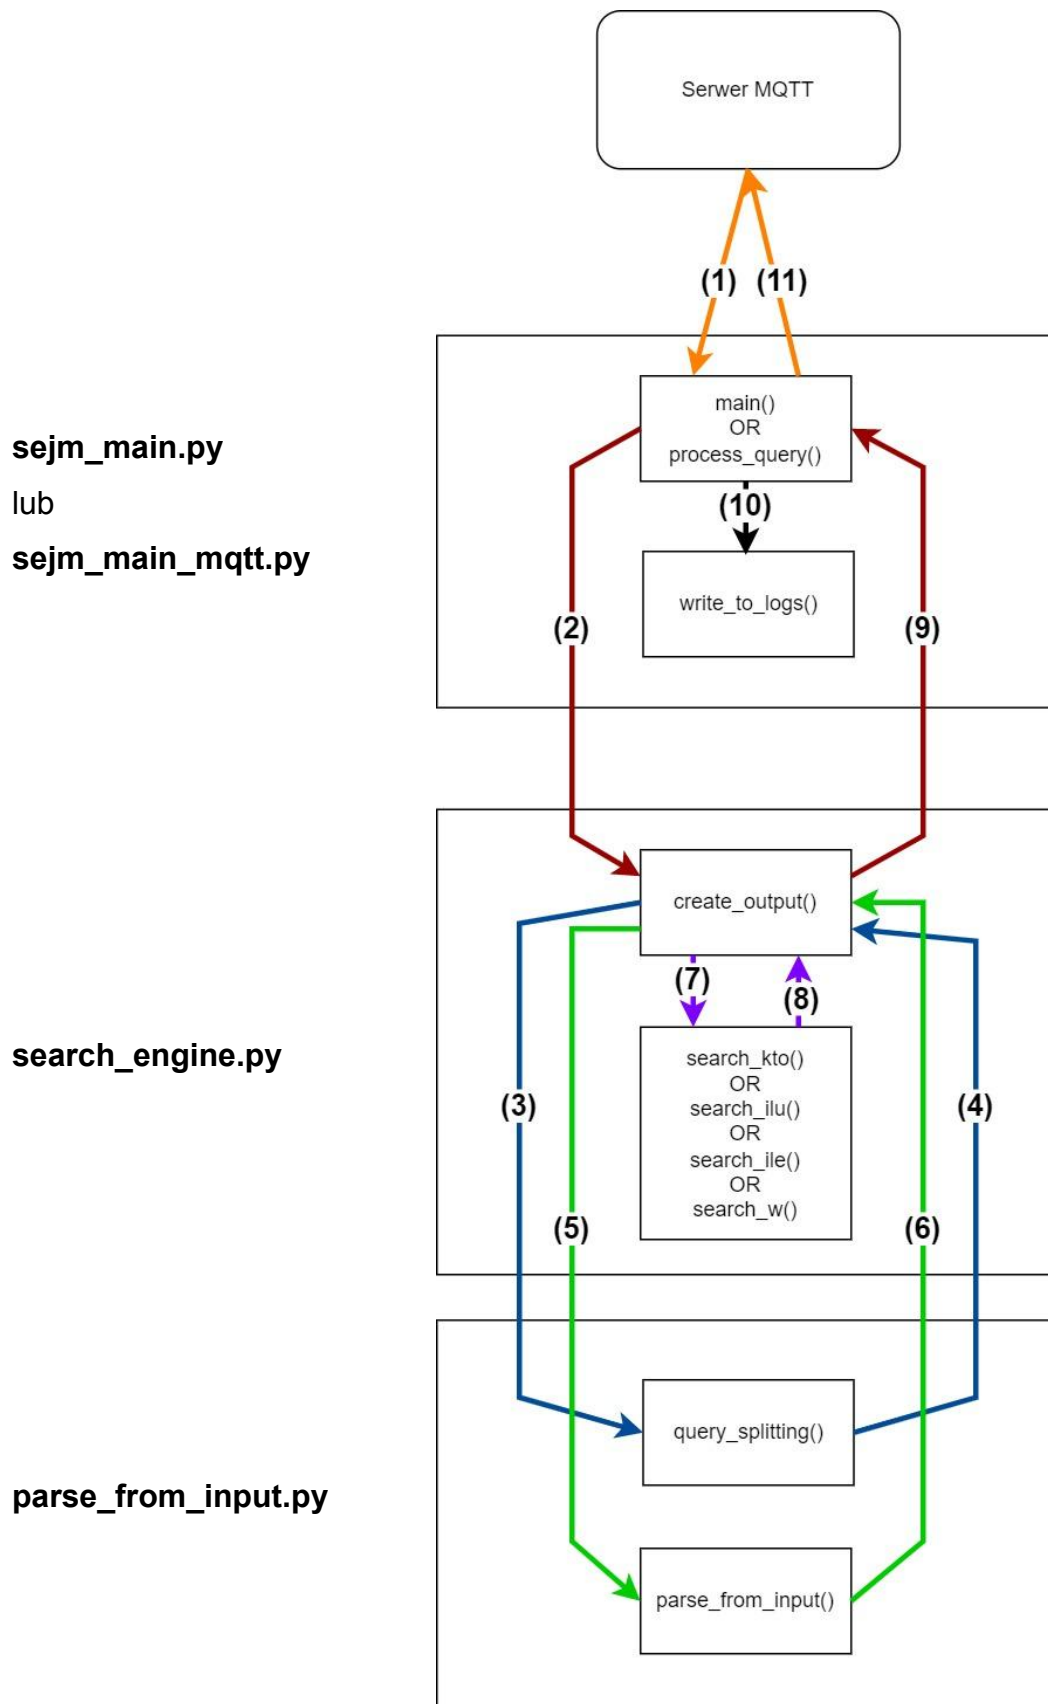 Serwer MQTT
(1) (11)
main()
OR
process_query()
sejm_main.py
lub
sejm_main_mqtt.py
(10)
write_to_logs()
(2) (9)
create_output()
(7) (8)
search_engine.py
search_kto()
OR
search_ilu()
OR
search_ile()
OR
search_w()
(3) (4)
(5) (6)
query_splitting()
parse_from_input.py
parse_from_input()